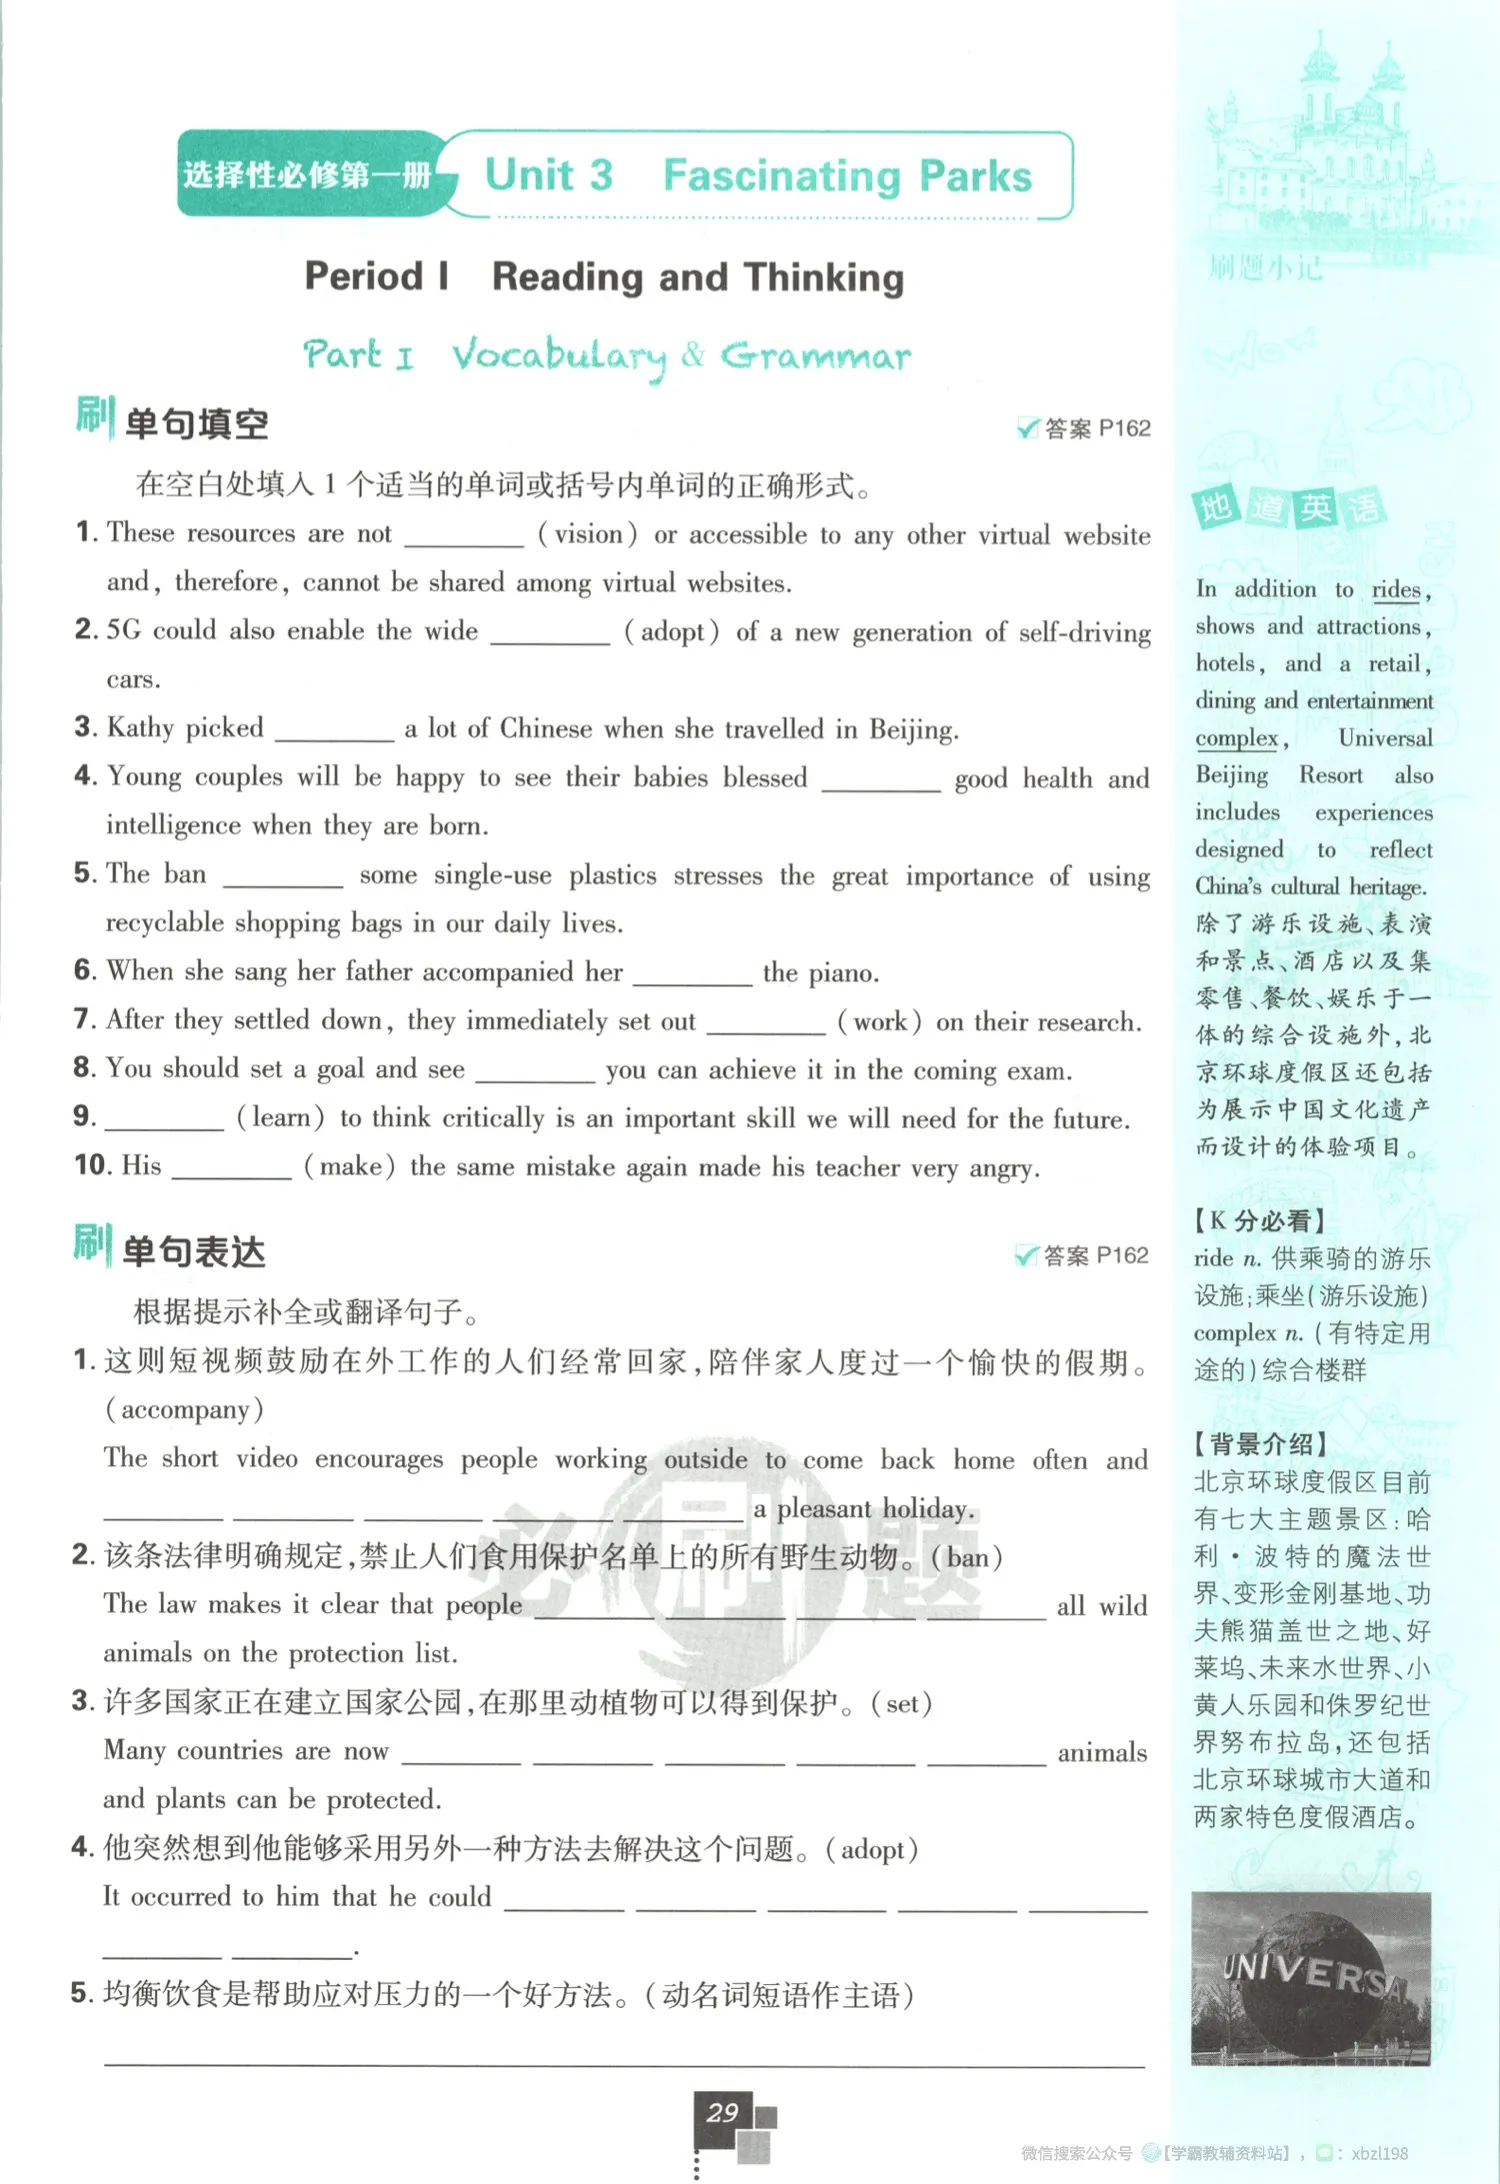 选择性必修第一册 Unit 3 Fascinating Parks
Period I Reading and Thinking
Part I Vocabulary & Grammar
刷 单句填空 答案 P162
在空白处填入 1 个适当的单词或括号内单词的正确形式。
1. These resources are not ________ (vision) or accessible to any other virtual website
and, therefore, cannot be shared among virtual websites.
2. 5G could also enable the wide ________ (adopt) of a new generation of self-driving
cars.
3. Kathy picked ________ a lot of Chinese when she travelled in Beijing.
4. Young couples will be happy to see their babies blessed ________ good health and
intelligence when they are born.
5. The ban ________ some single-use plastics stresses the great importance of using
recyclable shopping bags in our daily lives.
6. When she sang her father accompanied her ________ the piano.
7. After they settled down, they immediately set out ________ (work) on their research.
8. You should set a goal and see ________ you can achieve it in the coming exam.
9. ________ (learn) to think critically is an important skill we will need for the future.
10. His ________ (make) the same mistake again made his teacher very angry.
刷 单句表达 答案 P162
根据提示补全或翻译句子。
1. 这则短视频鼓励在外工作的人们经常回家,陪伴家人度过一个愉快的假期。
(accompany)
The short video encourages people working outside to come back home often and
________ ________ ________ ________ ________ a pleasant holiday.
2. 该条法律明确规定,禁止人们食用保护名单上的所有野生动物。(ban)
The law makes it clear that people ________ ________ ________ ________ all wild
animals on the protection list.
3. 许多国家正在建立国家公园,在那里动植物可以得到保护。(set)
Many countries are now ________ ________ ________ ________ ________ animals
and plants can be protected.
4. 他突然想到他能够采用另外一种方法去解决这个问题。(adopt)
It occurred to him that he could ________ ________ ________ ________ ________
________ ________.
5. 均衡饮食是帮助应对压力的一个好方法。(动名词短语作主语)
必刷题
29
刷题小记
Wow
地道英语
In addition to rides,
shows and attractions,
hotels, and a retail,
dining and entertainment
complex, Universal
Beijing Resort also
includes experiences
designed to reflect
China's cultural heritage.
除了游乐设施、表演
和景点、酒店以及集
零售、餐饮、娱乐于一
体的综合设施外,北
京环球度假区还包括
为展示中国文化遗产
而设计的体验项目。
【K 分必看】
ride n. 供乘骑的游乐
设施;乘坐(游乐设施)
complex n. (有特定用
途的)综合楼群
【背景介绍】
北京环球度假区目前
有七大主题景区:哈
利·波特的魔法世
界、变形金刚基地、功
夫熊猫盖世之地、好
莱坞、未来水世界、小
黄人乐园和侏罗纪世
界努布拉岛,还包括
北京环球城市大道和
两家特色度假酒店。
UNIVERSAL
微信搜索公众号【学霸教辅资料站】, : xbzl198